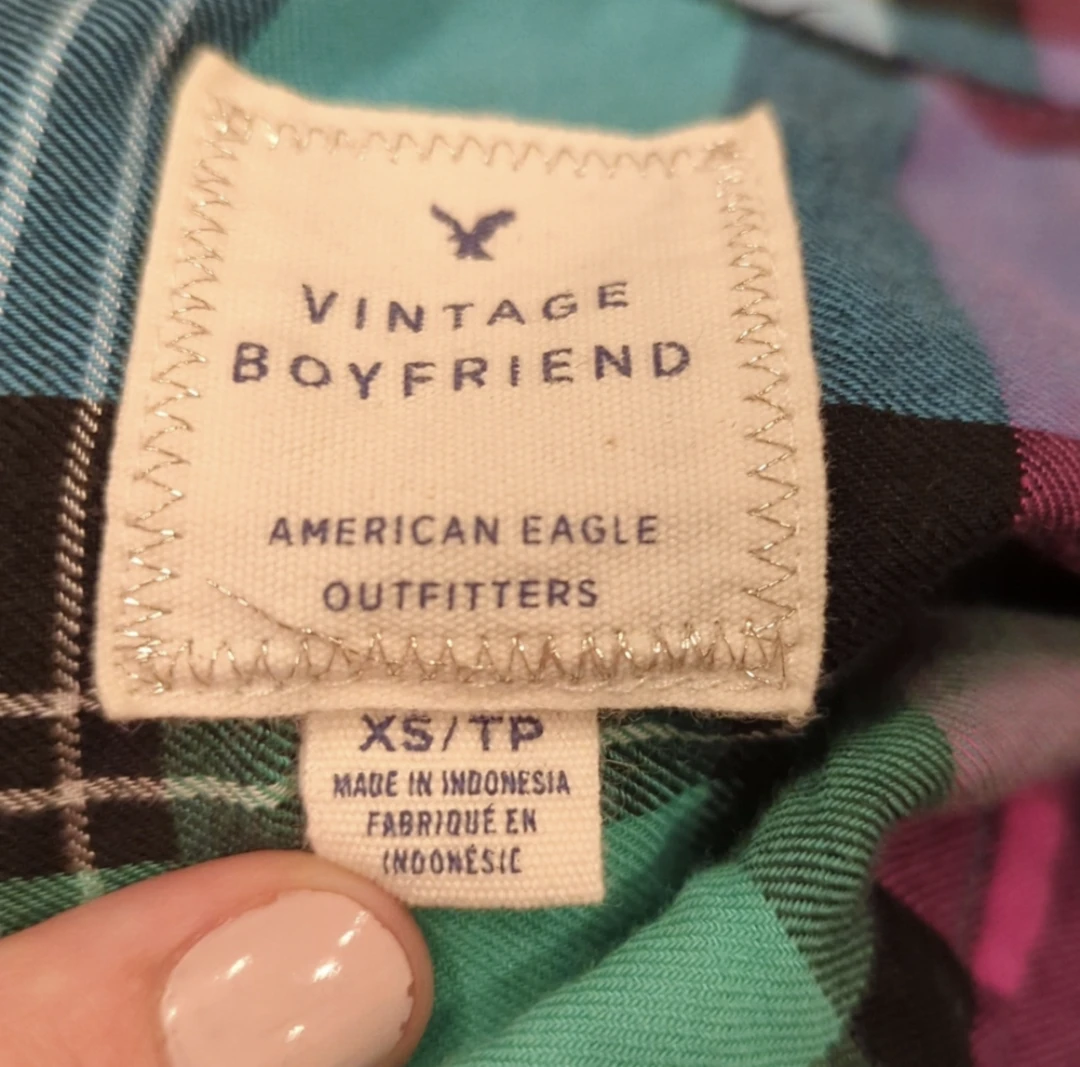 VINTAGE
BOYFRIEND
AMERICAN EAGLE
OUTFITTERS
XS/TP
MADE IN INDONESIA
FABRIQUÉ EN
INDONÉSIE